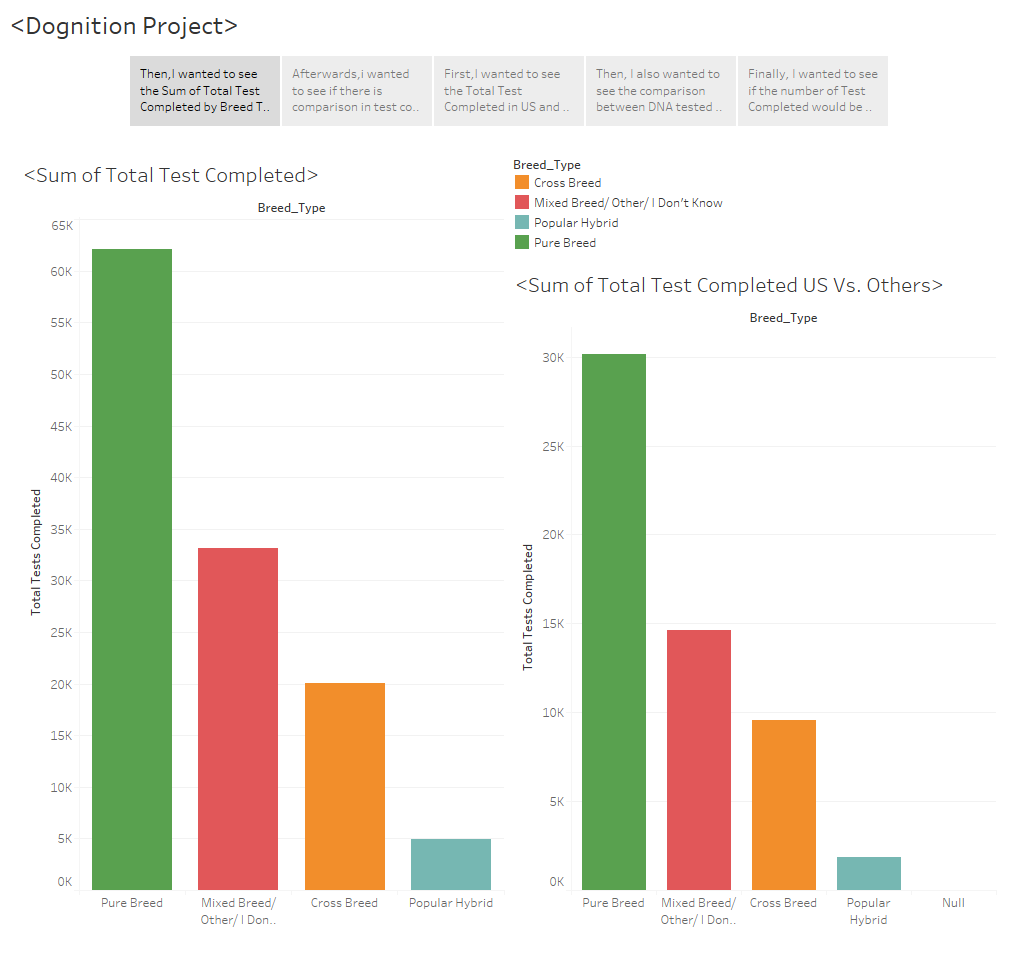 <Dognition Project>
Then,I wanted to see
the Sum of Total Test
Completed by Breed T..
Afterwards,i wanted
to see if there is
comparison in test co..
First,I wanted to see
the Total Test
Completed in US and ..
Then, I also wanted to
see the comparison
between DNA tested ..
Finally, I wanted to see
if the number of Test
Completed would be ..
<Sum of Total Test Completed>
Breed_Type
65K
60K
55K
50K
45K
40K
35K
30K
25K
20K
15K
10K
5K
0K
Total Tests Completed
Pure Breed
Mixed Breed/
Other/ I Don..
Cross Breed
Popular Hybrid
Breed_Type
Cross Breed
Mixed Breed/ Other/ I Don't Know
Popular Hybrid
Pure Breed
<Sum of Total Test Completed US Vs. Others>
Breed_Type
30K
25K
20K
15K
10K
5K
0K
Total Tests Completed
Pure Breed
Mixed Breed/
Other/ I Don..
Cross Breed
Popular
Hybrid
Null